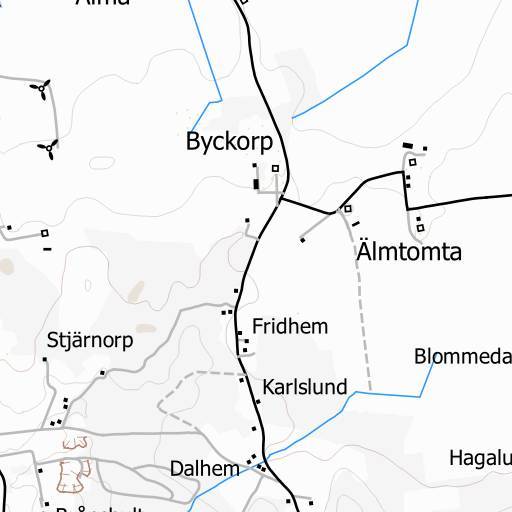 Byckorp
Älmtomta
Fridhem
Stjärnorp
Blommeda
Karlslund
Hagalu
Dalhem